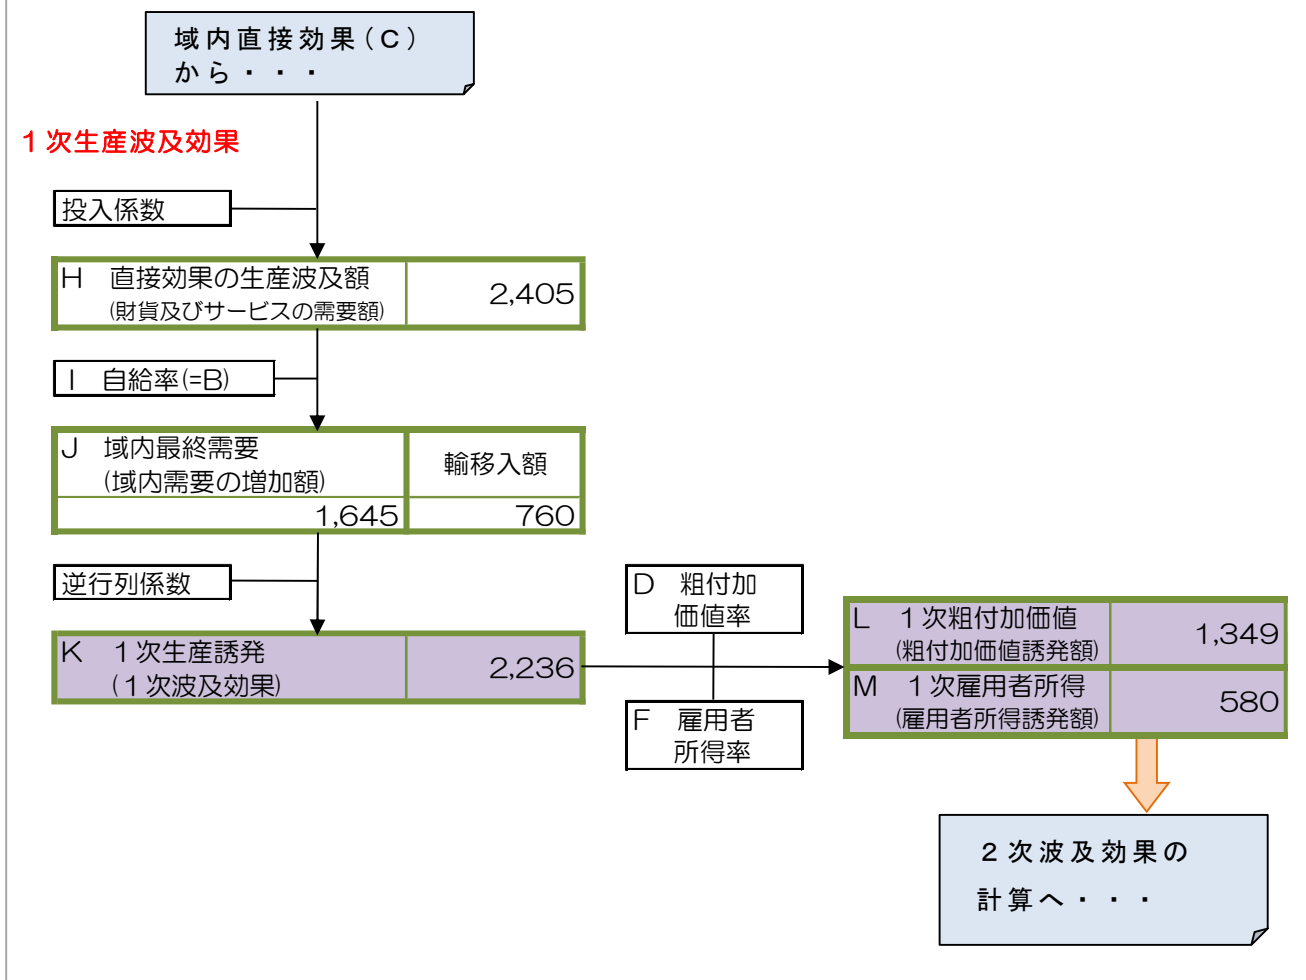 域内直接効果(C)
から・・・
1次生産波及効果
投入係数
H 直接効果の生産波及額
(財貨及びサービスの需要額)
2,405
I 自給率(=B)
J 域内最終需要
(域内需要の増加額)
輸移入額
1,645
760
逆行列係数
K 1次生産誘発
(1次波及効果)
2,236
D 粗付加
価値率
F 雇用者
所得率
L 1次粗付加価値
(粗付加価値誘発額)
1,349
M 1次雇用者所得
(雇用者所得誘発額)
580
2次波及効果の
計算へ・・・